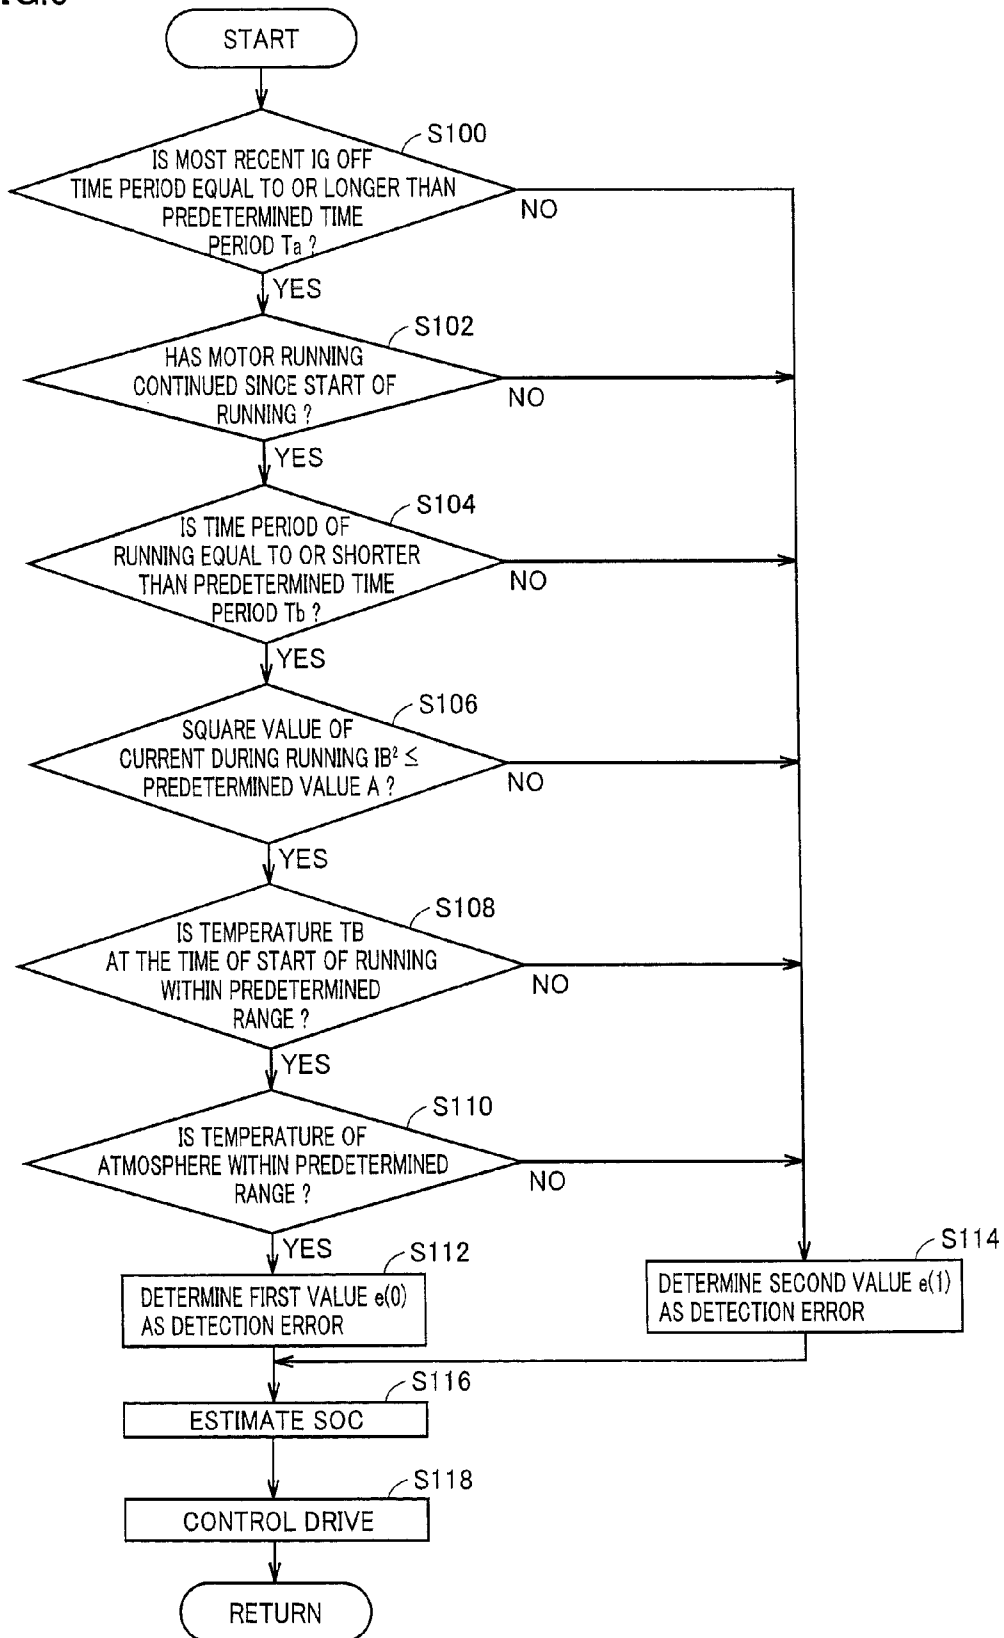 START
S100
IS MOST RECENT IG OFF
TIME PERIOD EQUAL TO OR LONGER THAN
PREDETERMINED TIME
PERIOD Ta ?
NO
YES
S102
HAS MOTOR RUNNING
CONTINUED SINCE START OF
RUNNING ?
NO
YES
S104
IS TIME PERIOD OF
RUNNING EQUAL TO OR SHORTER
THAN PREDETERMINED TIME
PERIOD Tb ?
NO
YES
S106
SQUARE VALUE OF
CURRENT DURING RUNNING IB² ≤
PREDETERMINED VALUE A ?
NO
YES
S108
IS TEMPERATURE TB
AT THE TIME OF START OF RUNNING
WITHIN PREDETERMINED
RANGE ?
NO
YES
S110
IS TEMPERATURE OF
ATMOSPHERE WITHIN PREDETERMINED
RANGE ?
NO
YES
S112
DETERMINE FIRST VALUE e(0)
AS DETECTION ERROR
S114
DETERMINE SECOND VALUE e(1)
AS DETECTION ERROR
S116
ESTIMATE SOC
S118
CONTROL DRIVE
RETURN